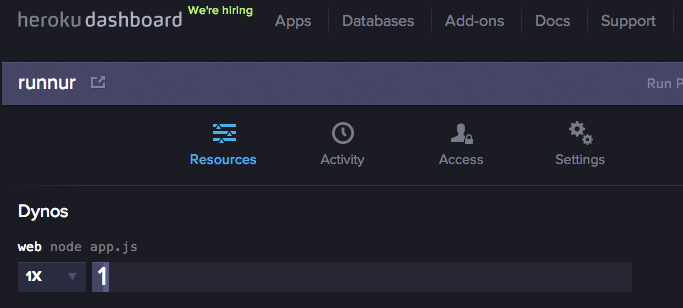 heroku dashboard We're hiring Apps Databases Add-ons Docs Support
runnur Run P
Resources Activity Access Settings
Dynos
web node app.js
1X 1